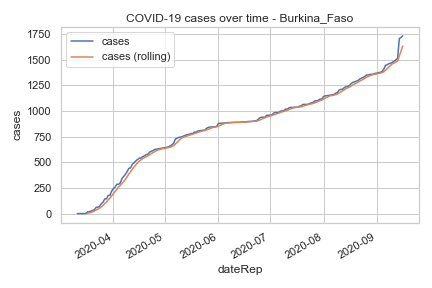 COVID-19 cases over time - Burkina_Faso
cases
cases (rolling)
1750
1500
1250
1000
750
500
250
0
cases
2020-04
2020-05
2020-06
2020-07
2020-08
2020-09
dateRep